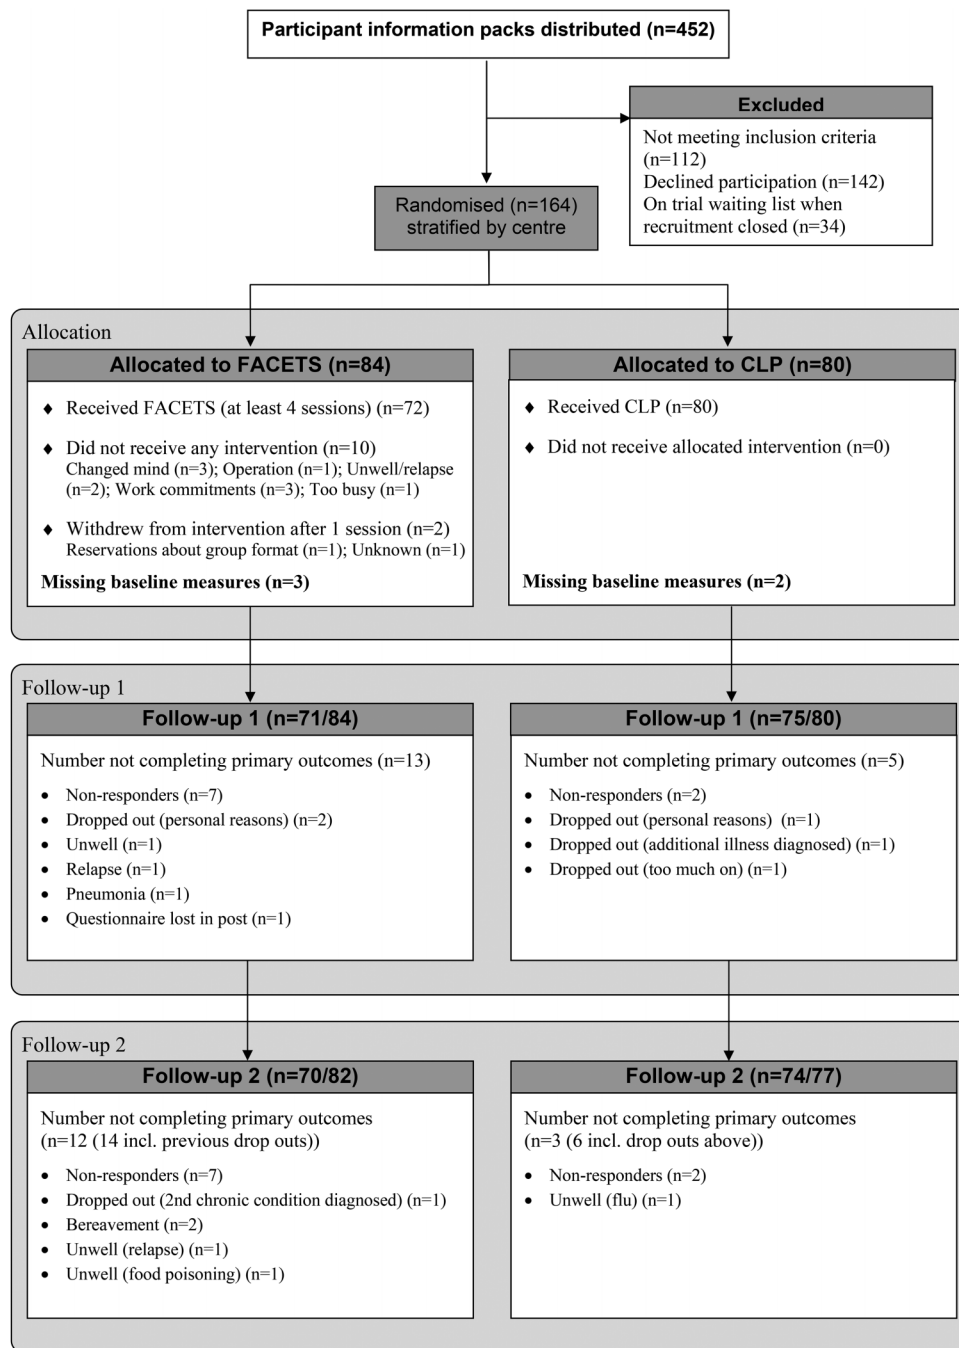 Participant information packs distributed (n=452)
Excluded
Not meeting inclusion criteria
(n=112)
Declined participation (n=142)
On trial waiting list when
recruitment closed (n=34)
Randomised (n=164)
stratified by centre
Allocation
Allocated to FACETS (n=84)
♦ Received FACETS (at least 4 sessions) (n=72)
♦ Did not receive any intervention (n=10)
Changed mind (n=3); Operation (n=1); Unwell/relapse
(n=2); Work commitments (n=3); Too busy (n=1)
♦ Withdrew from intervention after 1 session (n=2)
Reservations about group format (n=1); Unknown (n=1)
Missing baseline measures (n=3)
Allocated to CLP (n=80)
♦ Received CLP (n=80)
♦ Did not receive allocated intervention (n=0)
Missing baseline measures (n=2)
Follow-up 1
Follow-up 1 (n=71/84)
Number not completing primary outcomes (n=13)
• Non-responders (n=7)
• Dropped out (personal reasons) (n=2)
• Unwell (n=1)
• Relapse (n=1)
• Pneumonia (n=1)
• Questionnaire lost in post (n=1)
Follow-up 1 (n=75/80)
Number not completing primary outcomes (n=5)
• Non-responders (n=2)
• Dropped out (personal reasons) (n=1)
• Dropped out (additional illness diagnosed) (n=1)
• Dropped out (too much on) (n=1)
Follow-up 2
Follow-up 2 (n=70/82)
Number not completing primary outcomes
(n=12 (14 incl. previous drop outs))
• Non-responders (n=7)
• Dropped out (2nd chronic condition diagnosed) (n=1)
• Bereavement (n=2)
• Unwell (relapse) (n=1)
• Unwell (food poisoning) (n=1)
Follow-up 2 (n=74/77)
Number not completing primary outcomes
(n=3 (6 incl. drop outs above))
• Non-responders (n=2)
• Unwell (flu) (n=1)